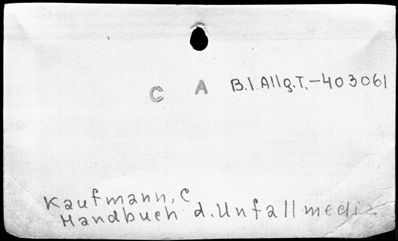 C A B.I.Allg.T.-403061
Kaufmann, C
Handbuch d. Unfallmediz